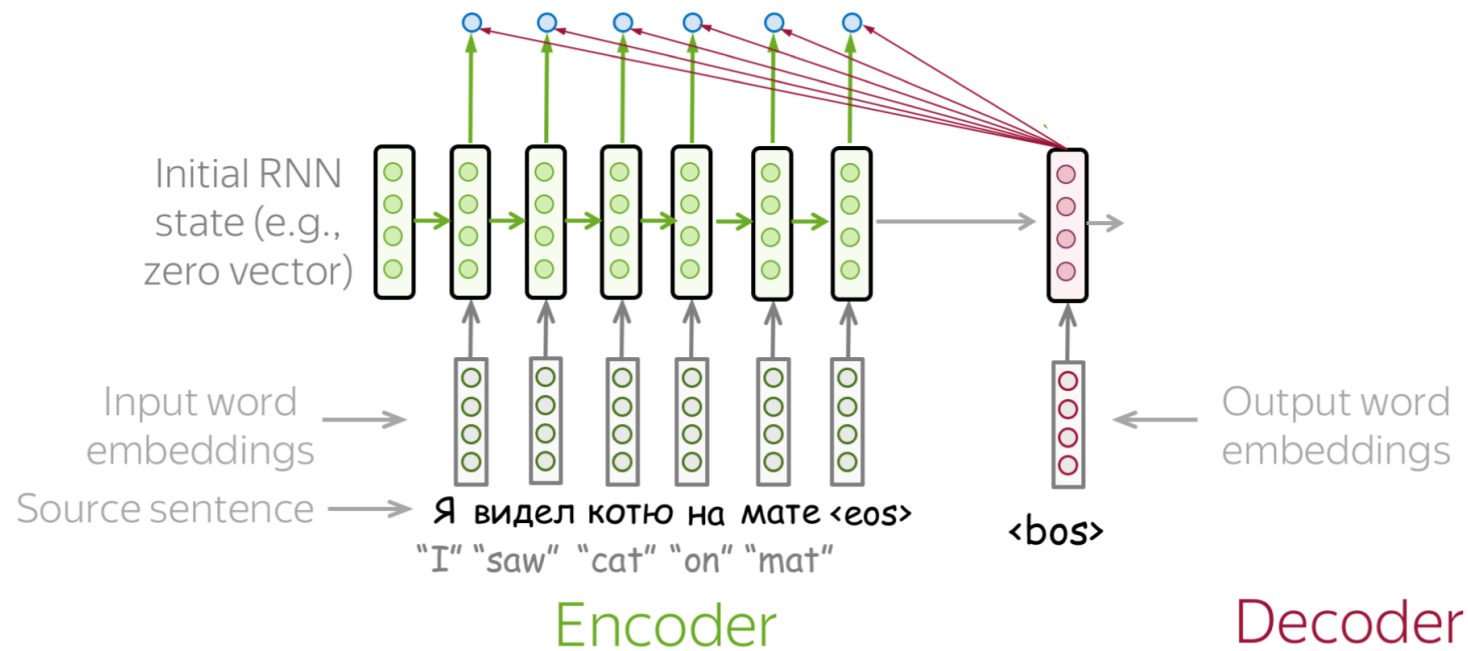 Initial RNN
state (e.g.,
zero vector)
Input word
embeddings
Output word
embeddings
Source sentence
Я видел котю на мате <eos>
<bos>
“I” “saw” “cat” “on” “mat”
Encoder
Decoder